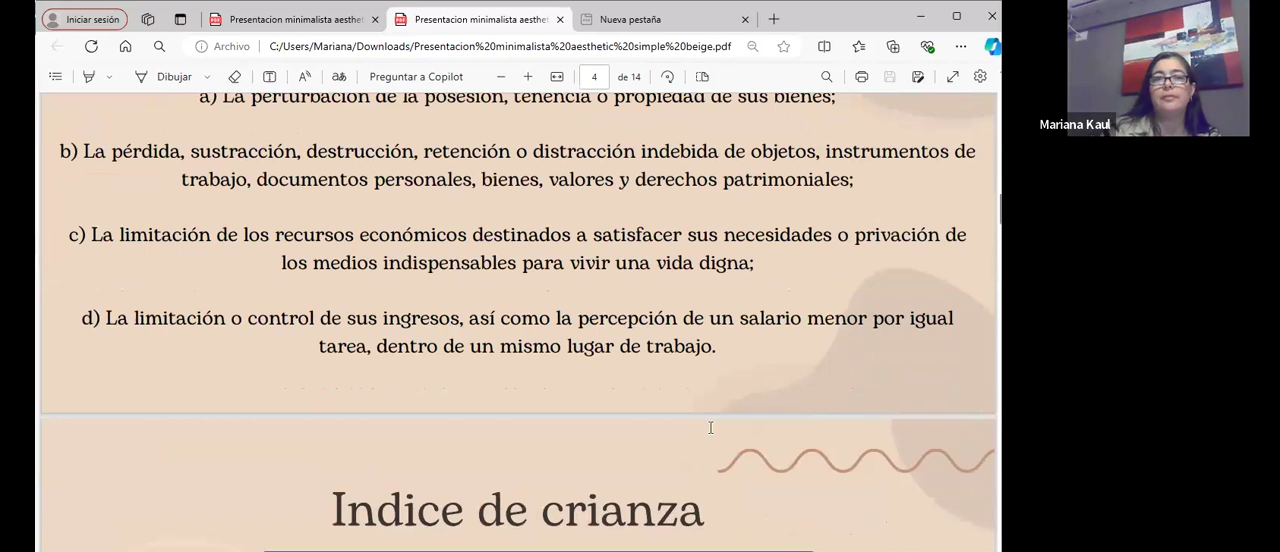 Iniciar sesión
Presentacion minimalista aesthet
Presentacion minimalista aesthet
Nueva pestaña
Archivo
C:/Users/Mariana/Downloads/Presentacion%20minimalista%20aesthetic%20simple%20beige.pdf
Dibujar
Preguntar a Copilot
4
de 14
Mariana Kaul
a) La perturbación de la posesión, tenencia o propiedad de sus bienes;
b) La pérdida, sustracción, destrucción, retención o distracción indebida de objetos, instrumentos de
trabajo, documentos personales, bienes, valores y derechos patrimoniales;
c) La limitación de los recursos económicos destinados a satisfacer sus necesidades o privación de
los medios indispensables para vivir una vida digna;
d) La limitación o control de sus ingresos, así como la percepción de un salario menor por igual
tarea, dentro de un mismo lugar de trabajo.
Indice de crianza